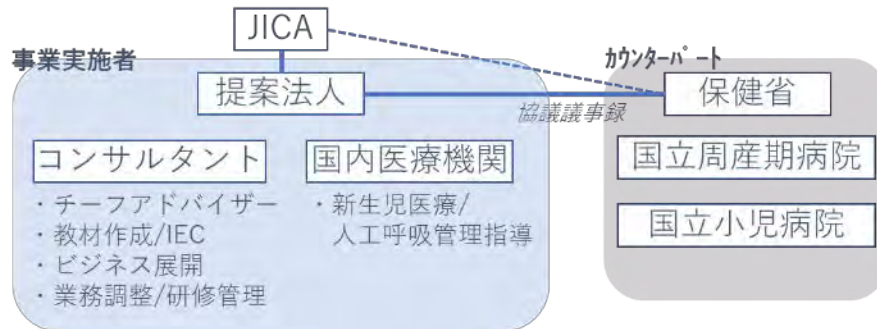 JICA
事業実施者
カウンターパート
提案法人
保健省
協議議事録
コンサルタント
国内医療機関
国立周産期病院
・チーフアドバイザー
・教材作成/IEC
・ビジネス展開
・業務調整/研修管理
・新生児医療/
人工呼吸管理指導
国立小児病院